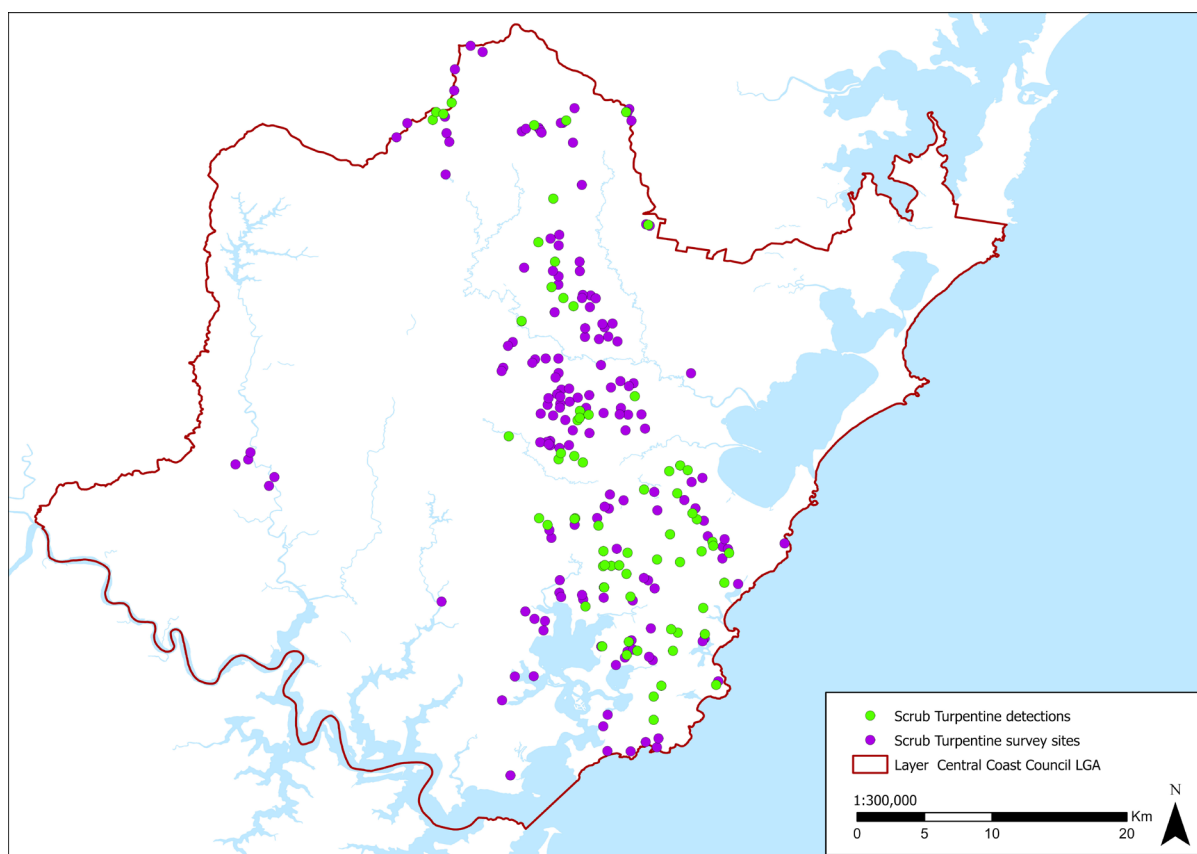 Scrub Turpentine detections
Scrub Turpentine survey sites
Layer Central Coast Council LGA
1:300,000
N
Km
0 5 10 20